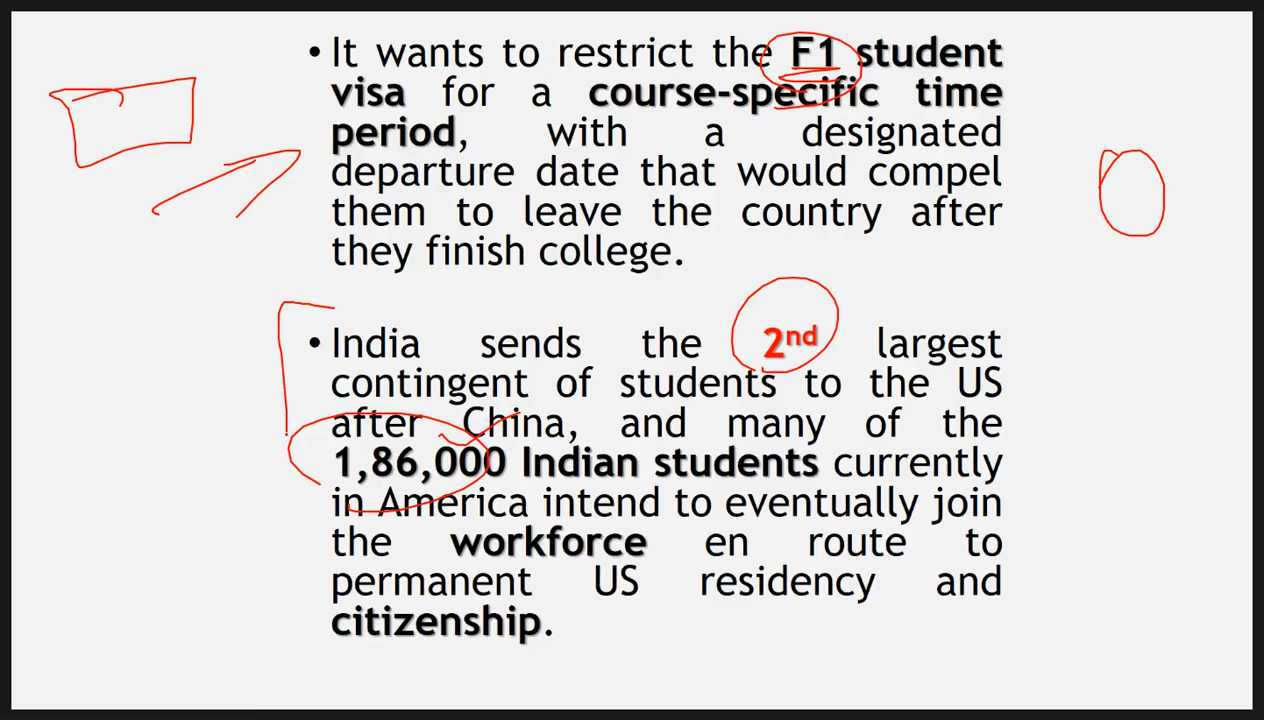 • It wants to restrict the F1 student
visa for a course-specific time
period, with a designated
departure date that would compel
them to leave the country after
they finish college.
• India sends the 2nd largest
contingent of students to the US
after China, and many of the
1,86,000 Indian students currently
in America intend to eventually join
the workforce en route to
permanent US residency and
citizenship.